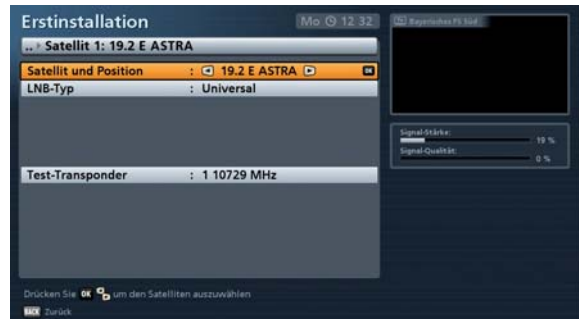 Erstinstallation
Mo 12 32
.. Satellit 1: 19.2 E ASTRA
Satellit und Position : 19.2 E ASTRA OK
LNB-Typ : Universal
Test-Transponder : 1 10729 MHz
Bayerisches FS Süd
Signal-Stärke:
19 %
Signal-Qualität:
0 %
Drücken Sie OK um den Satelliten auszuwählen
BACK Zurück